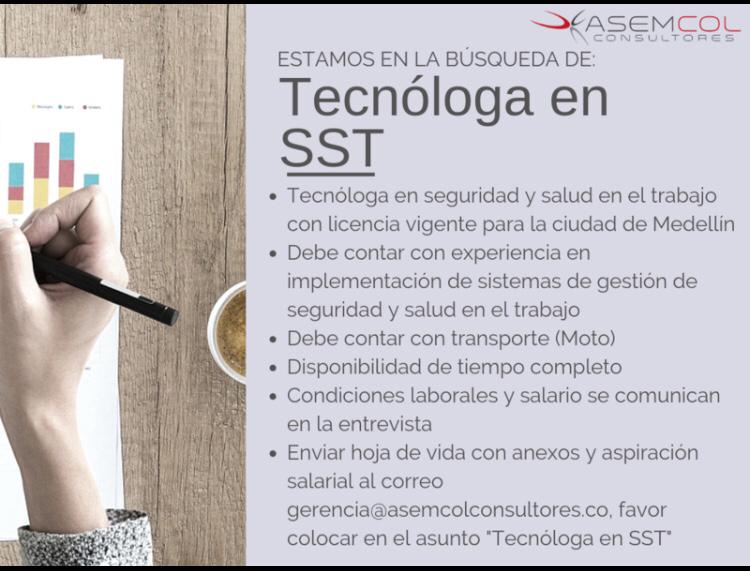 ASEMCOL
CONSULTORES
ESTAMOS EN LA BÚSQUEDA DE:
Tecnóloga en
SST
• Tecnóloga en seguridad y salud en el trabajo
con licencia vigente para la ciudad de Medellín
• Debe contar con experiencia en
implementación de sistemas de gestión de
seguridad y salud en el trabajo
• Debe contar con transporte (Moto)
• Disponibilidad de tiempo completo
• Condiciones laborales y salario se comunican
en la entrevista
• Enviar hoja de vida con anexos y aspiración
salarial al correo
gerencia@asemcolconsultores.co, favor
colocar en el asunto "Tecnóloga en SST"